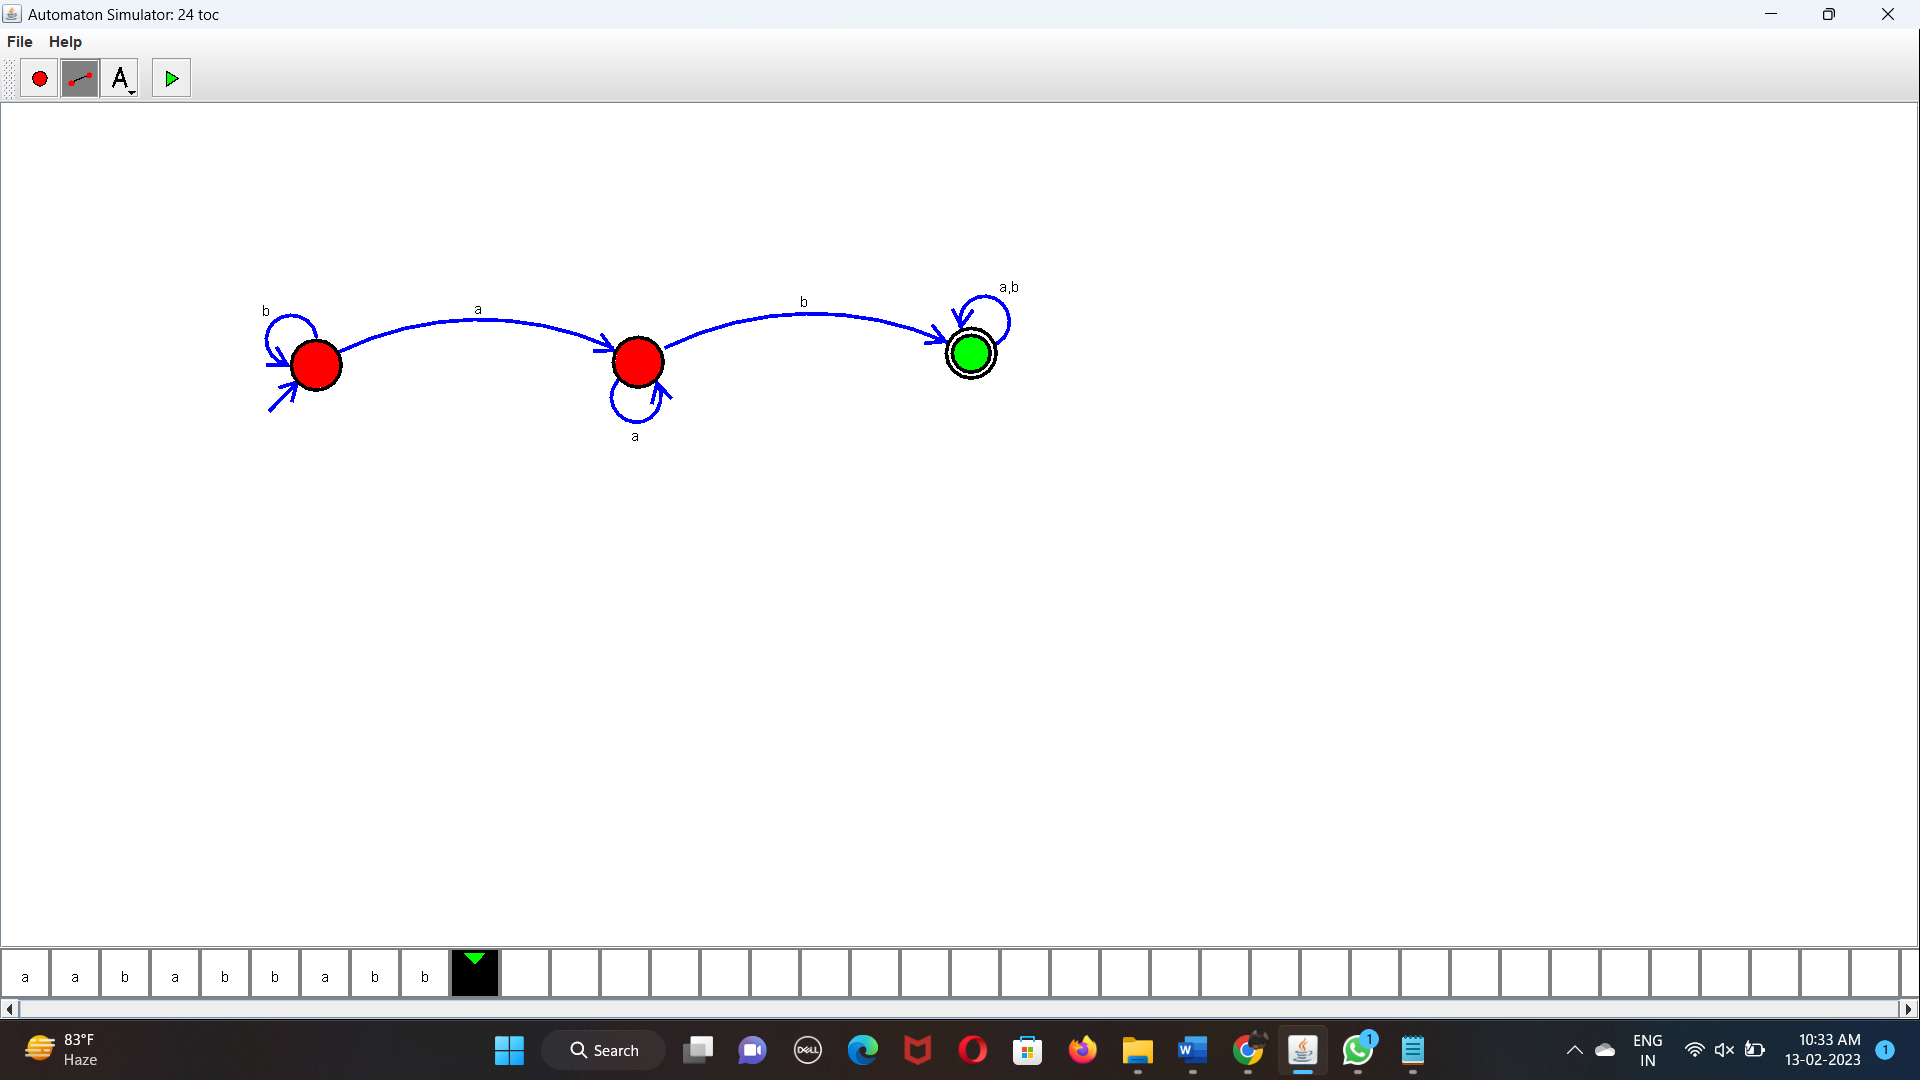 Automaton Simulator: 24 toc
File Help
A
a,b
b
a
b
a
a a b a b b a b b
83°F
Haze
Search
DELL
W
1
ENG
IN
10:33 AM
13-02-2023
1